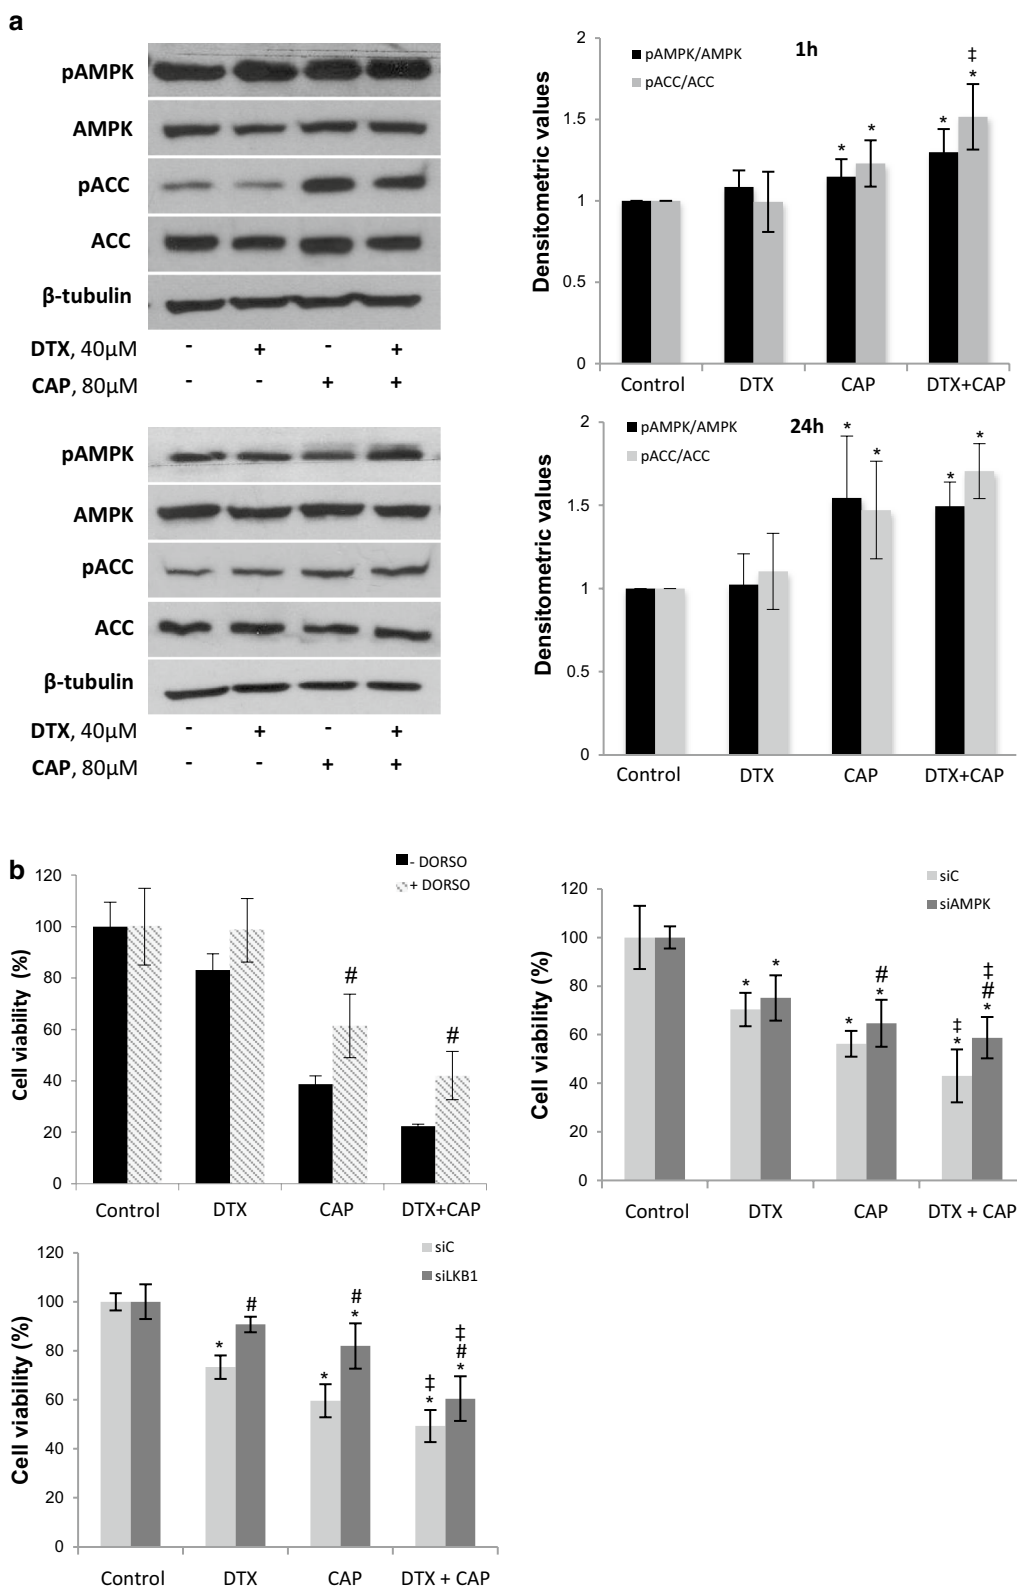 a
pAMPK
AMPK
pACC
ACC
β-tubulin
DTX, 40μM - + - +
CAP, 80μM - - + +
2
1.5
1
0.5
0
Densitometric values
pAMPK/AMPK
pACC/ACC
1h
* * * ‡ *
Control DTX CAP DTX+CAP
pAMPK
AMPK
pACC
ACC
β-tubulin
DTX, 40μM - + - +
CAP, 80μM - - + +
2
1.5
1
0.5
0
Densitometric values
pAMPK/AMPK
pACC/ACC
24h
* * * *
Control DTX CAP DTX+CAP
b
120
100
80
60
40
20
0
Cell viability (%)
- DORSO
+ DORSO
# #
Control DTX CAP DTX+CAP
120
100
80
60
40
20
0
Cell viability (%)
siC
siAMPK
* * * # * ‡ * ‡ # *
Control DTX CAP DTX + CAP
120
100
80
60
40
20
0
Cell viability (%)
siC
siLKB1
* # * # * ‡ * ‡ # *
Control DTX CAP DTX + CAP